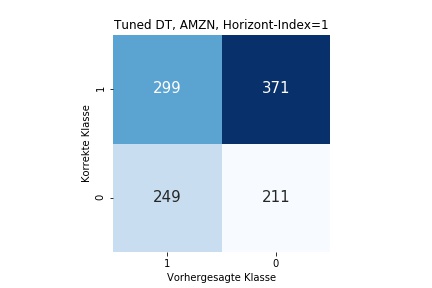 Tuned DT, AMZN, Horizont-Index=1
Korrekte Klasse
1
299
371
0
249
211
1
0
Vorhergesagte Klasse